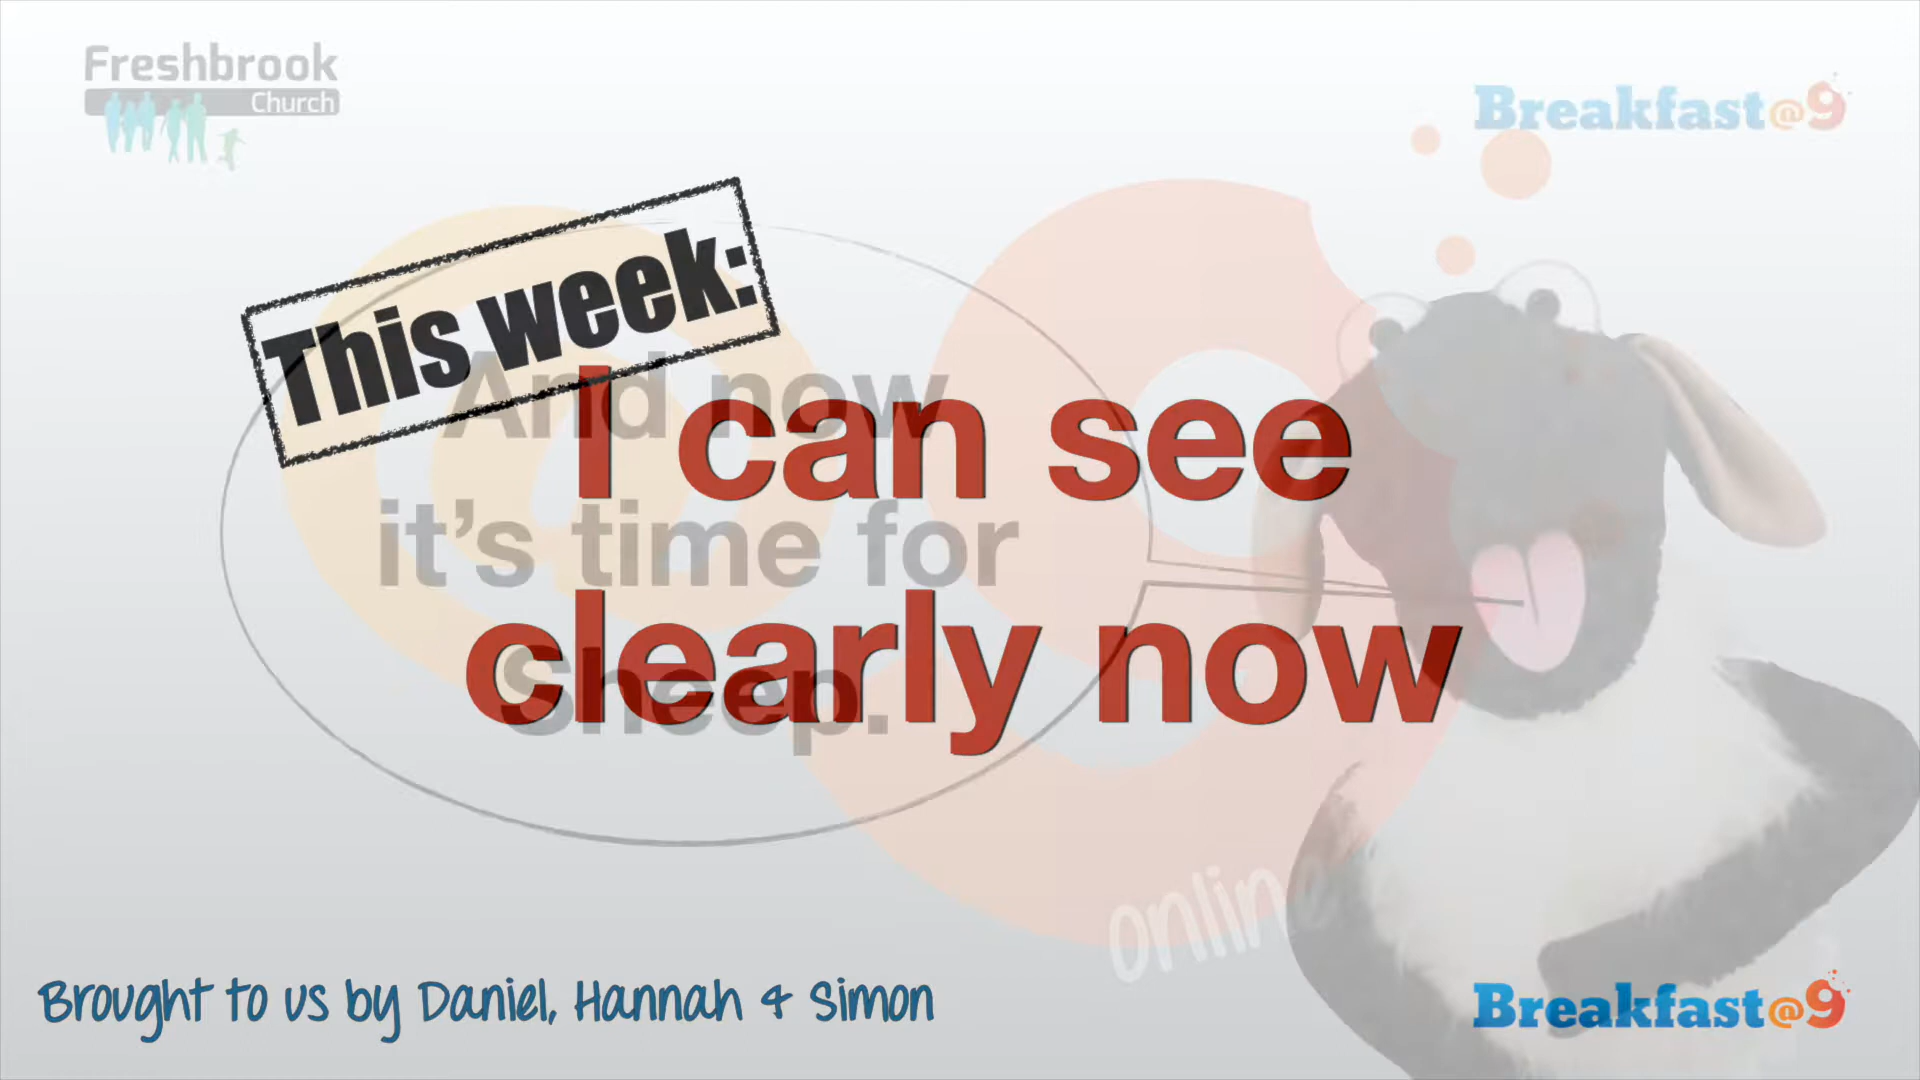 Freshbrook
Church
Breakfast@9
This week:
And now
I can see
it's time for
clearly now
Sheep.
online
Brought to us by Daniel, Hannah & Simon
Breakfast@9